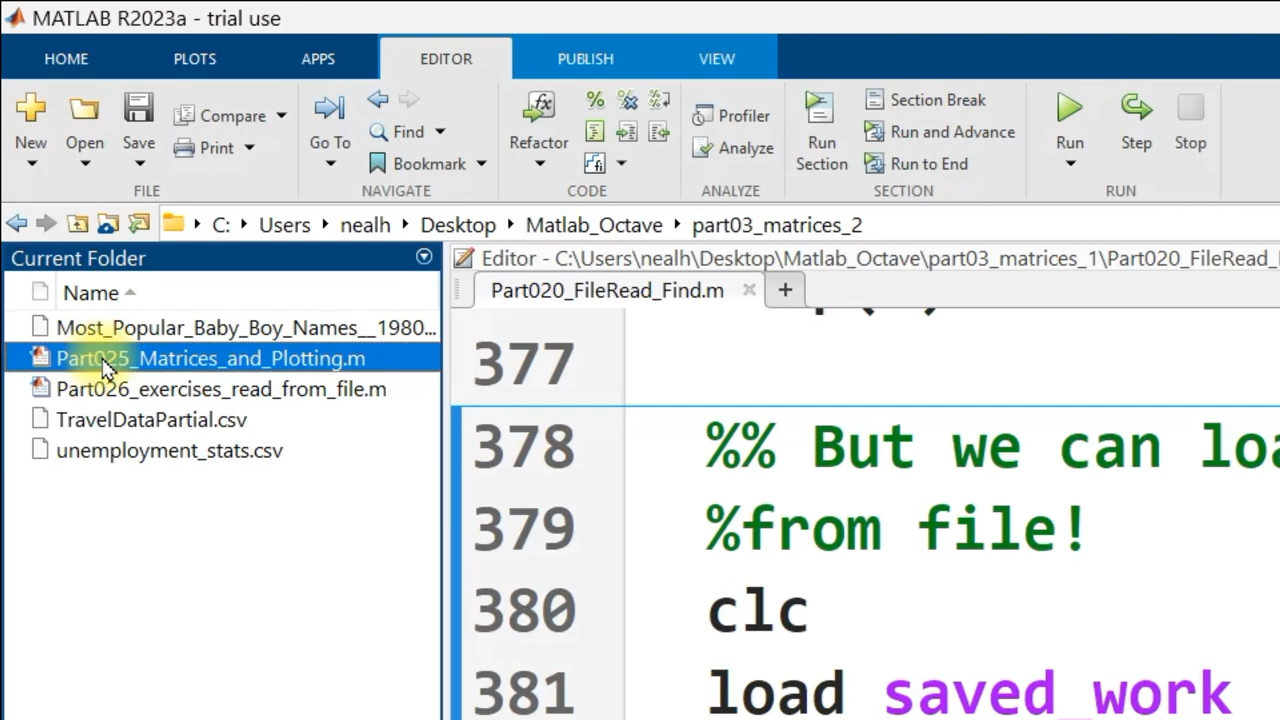 MATLAB R2023a - trial use
HOME PLOTS APPS EDITOR PUBLISH VIEW
New Open Save Compare Print Go To Find Bookmark Refactor Profiler Analyze Run Section Section Break Run and Advance Run to End Run Step Stop
FILE NAVIGATE CODE ANALYZE SECTION RUN
C: Users nealh Desktop Matlab_Octave part03_matrices_2
Current Folder
Name
Most_Popular_Baby_Boy_Names__1980...
Part025_Matrices_and_Plotting.m
Part026_exercises_read_from_file.m
TravelDataPartial.csv
unemployment_stats.csv
Editor - C:\Users\nealh\Desktop\Matlab_Octave\part03_matrices_1\Part020_FileRead_
Part020_FileRead_Find.m
377
378 %% But we can
379 %from file!
380 clc
381 load saved_work